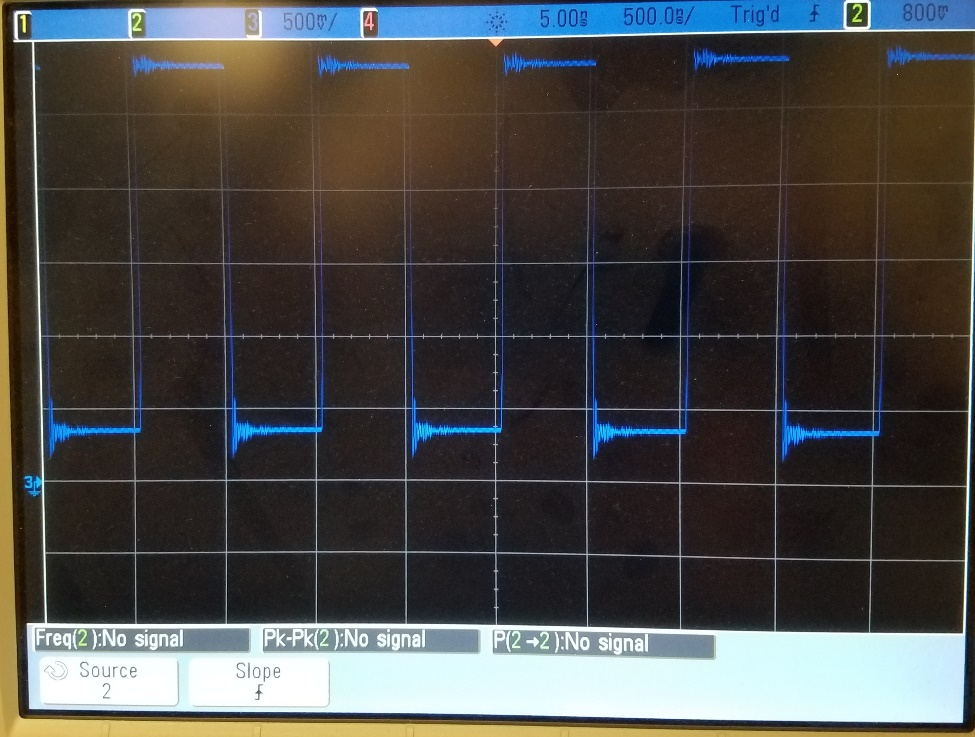 1 2 3 500mV/ 4 5.00s 500.0s/ Trig'd 2 800mV
3
Freq(2):No signal Pk-Pk(2):No signal P(2→2):No signal
Source Slope
2